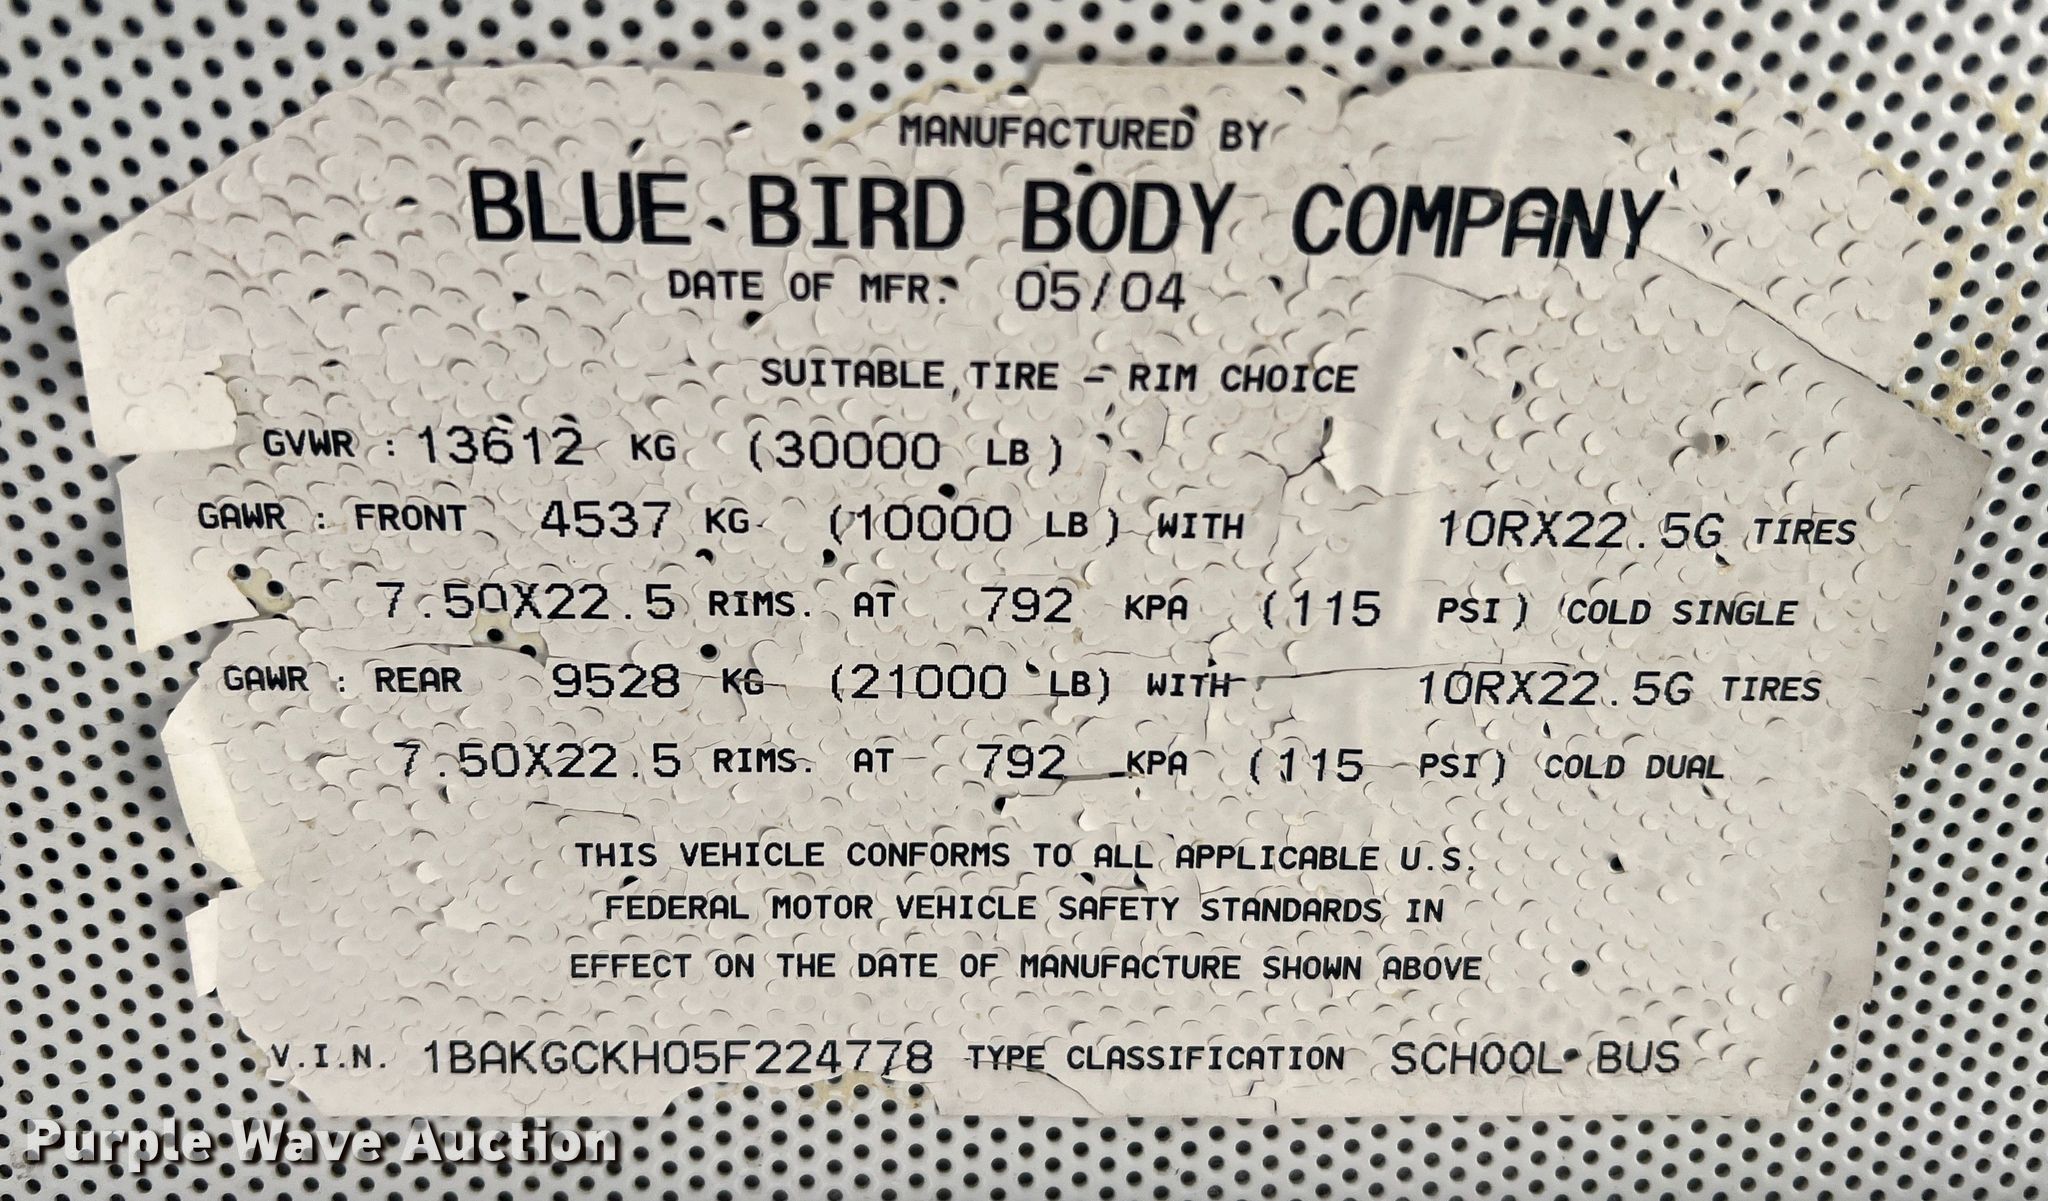 MANUFACTURED BY
BLUE BIRD BODY COMPANY
DATE OF MFR. 05/04
SUITABLE TIRE - RIM CHOICE
GVWR : 13612 KG (30000 LB)
GAWR : FRONT 4537 KG (10000 LB) WITH 10RX22.5G TIRES
7.50X22.5 RIMS. AT 792 KPA (115 PSI) COLD SINGLE
GAWR : REAR 9528 KG (21000 LB) WITH 10RX22.5G TIRES
7.50X22.5 RIMS. AT 792 KPA (115 PSI) COLD DUAL
THIS VEHICLE CONFORMS TO ALL APPLICABLE U.S.
FEDERAL MOTOR VEHICLE SAFETY STANDARDS IN
EFFECT ON THE DATE OF MANUFACTURE SHOWN ABOVE
V.I.N. 1BAKGCKH05F224778 TYPE CLASSIFICATION SCHOOL BUS
Purple Wave Auction